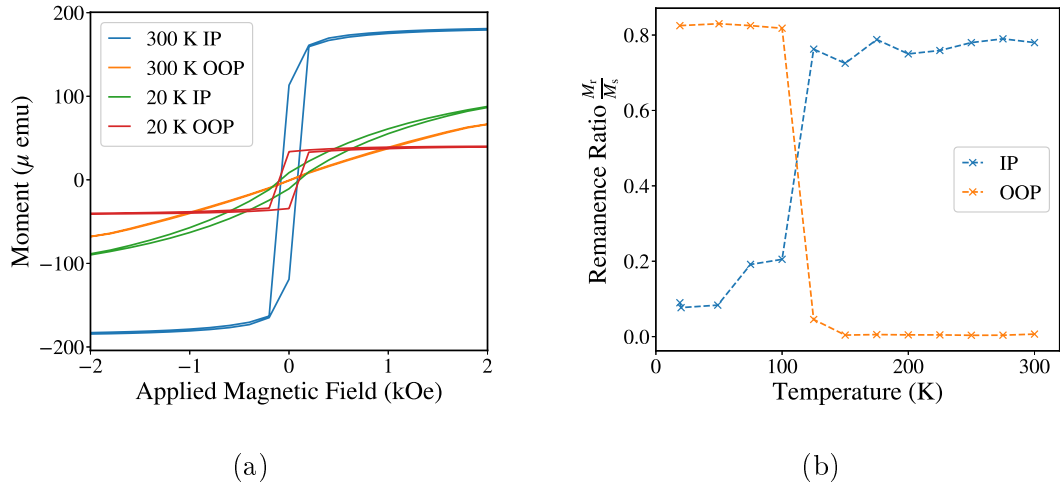 200
100
0
−100
−200
−2
−1
0
1
2
Moment (μ emu)
Applied Magnetic Field (kOe)
300 K IP
300 K OOP
20 K IP
20 K OOP
(a)
0.8
0.6
0.4
0.2
0.0
0
100
200
300
Remanence Ratio Mr/Ms
Temperature (K)
IP
OOP
(b)